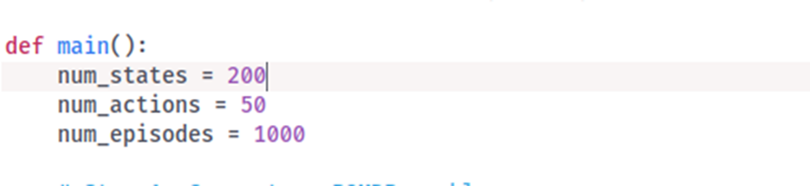 def main():
    num_states = 200
    num_actions = 50
    num_episodes = 1000